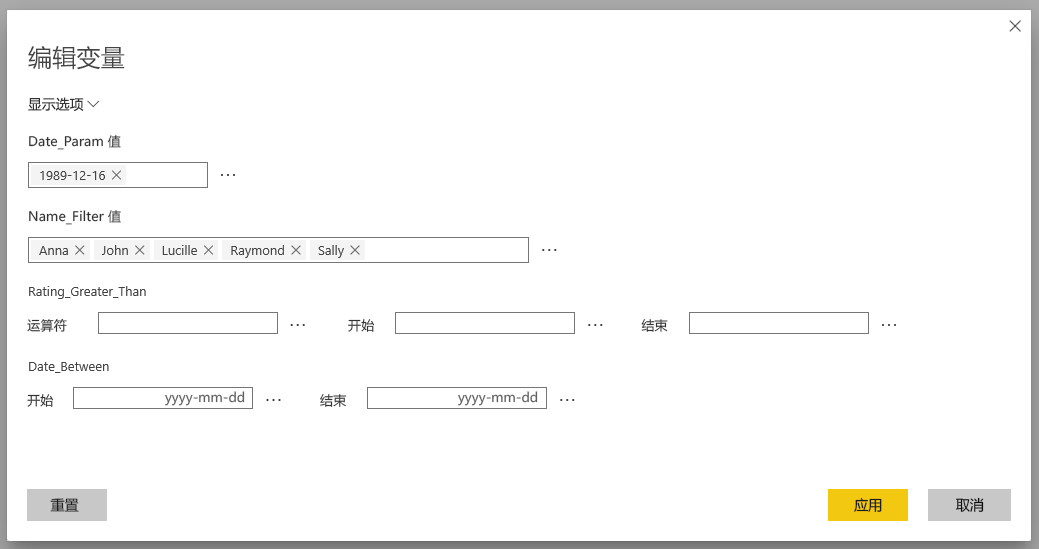 编辑变量
显示选项
Date_Param 值
1989-12-16
...
Name_Filter 值
Anna John Lucille Raymond Sally
...
Rating_Greater_Than
运算符 ... 开始 ... 结束 ...
Date_Between
开始 yyyy-mm-dd ... 结束 yyyy-mm-dd ...
重置 应用 取消